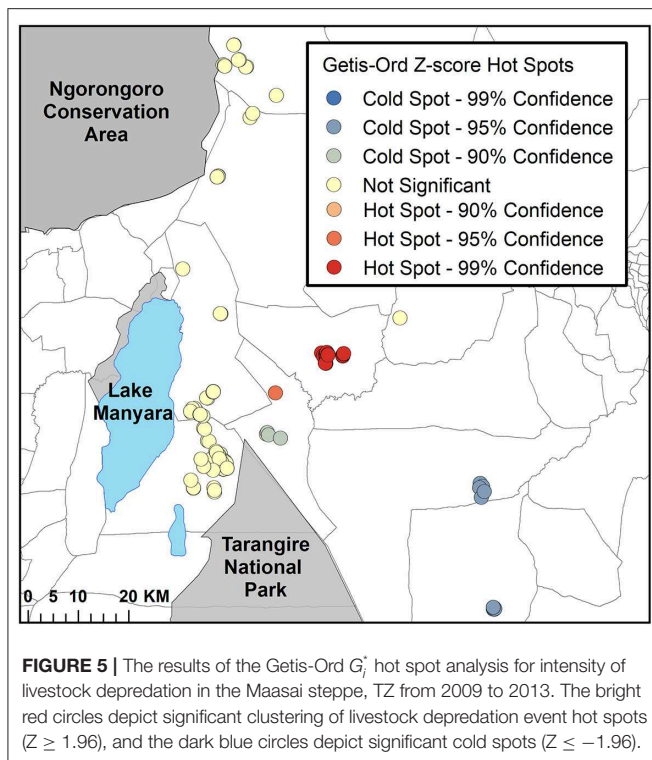 Ngorongoro
Conservation
Area
Getis-Ord Z-score Hot Spots
Cold Spot - 99% Confidence
Cold Spot - 95% Confidence
Cold Spot - 90% Confidence
Not Significant
Hot Spot - 90% Confidence
Hot Spot - 95% Confidence
Hot Spot - 99% Confidence
Lake
Manyara
Tarangire
National
Park
0 5 10 20 KM
FIGURE 5 | The results of the Getis-Ord G*i hot spot analysis for intensity of
livestock depredation in the Maasai steppe, TZ from 2009 to 2013. The bright
red circles depict significant clustering of livestock depredation event hot spots
(Z ≥ 1.96), and the dark blue circles depict significant cold spots (Z ≤ −1.96).